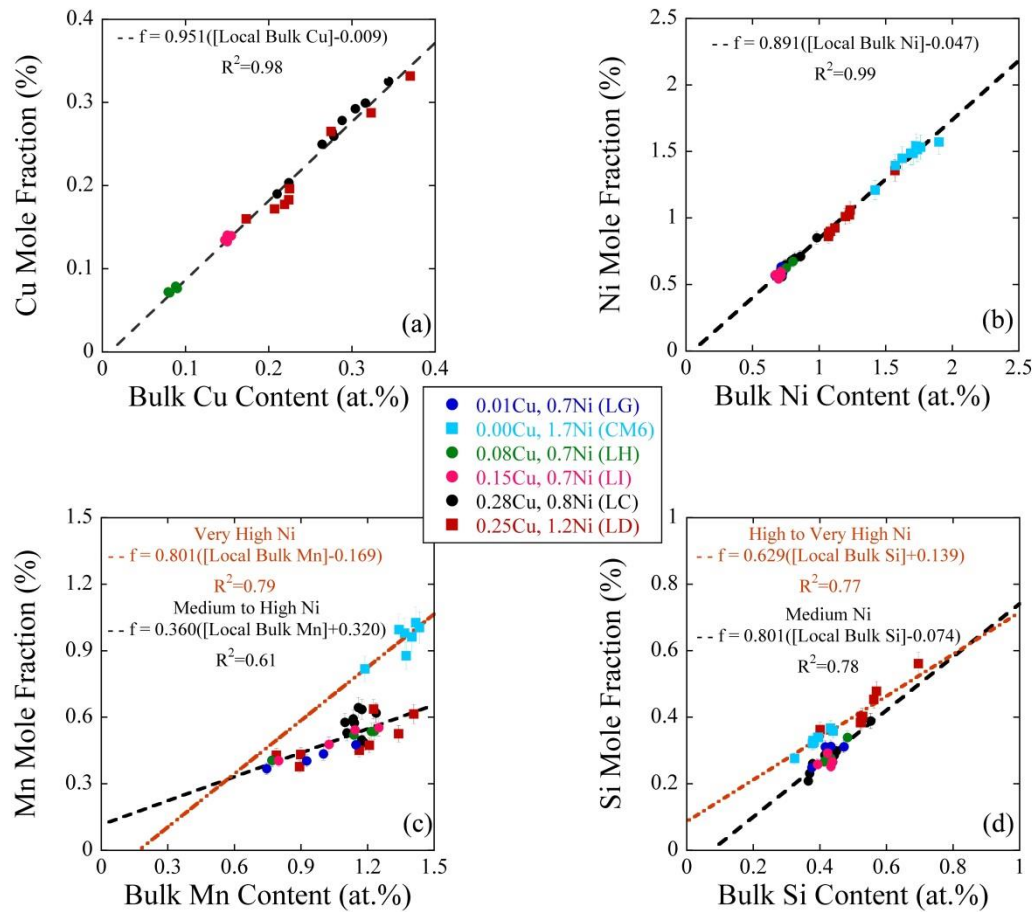 0.4
0.3
0.2
0.1
0
Cu Mole Fraction (%)
-- f = 0.951([Local Bulk Cu]-0.009)
R²=0.98
(a)
0 0.1 0.2 0.3 0.4
Bulk Cu Content (at.%)
2.5
2
1.5
1
0.5
0
Ni Mole Fraction (%)
-- f = 0.891([Local Bulk Ni]-0.047)
R²=0.99
(b)
0 0.5 1 1.5 2 2.5
Bulk Ni Content (at.%)
0.01Cu, 0.7Ni (LG)
0.00Cu, 1.7Ni (CM6)
0.08Cu, 0.7Ni (LH)
0.15Cu, 0.7Ni (LI)
0.28Cu, 0.8Ni (LC)
0.25Cu, 1.2Ni (LD)
1.5
1.2
0.9
0.6
0.3
0
Mn Mole Fraction (%)
Very High Ni
-- f = 0.801([Local Bulk Mn]-0.169)
R²=0.79
Medium to High Ni
-- f = 0.360([Local Bulk Mn]+0.320)
R²=0.61
(c)
0 0.3 0.6 0.9 1.2 1.5
Bulk Mn Content (at.%)
1
0.8
0.6
0.4
0.2
0
Si Mole Fraction (%)
High to Very High Ni
-- f = 0.629([Local Bulk Si]+0.139)
R²=0.77
Medium Ni
-- f = 0.801([Local Bulk Si]-0.074)
R²=0.78
(d)
0 0.2 0.4 0.6 0.8 1
Bulk Si Content (at.%)